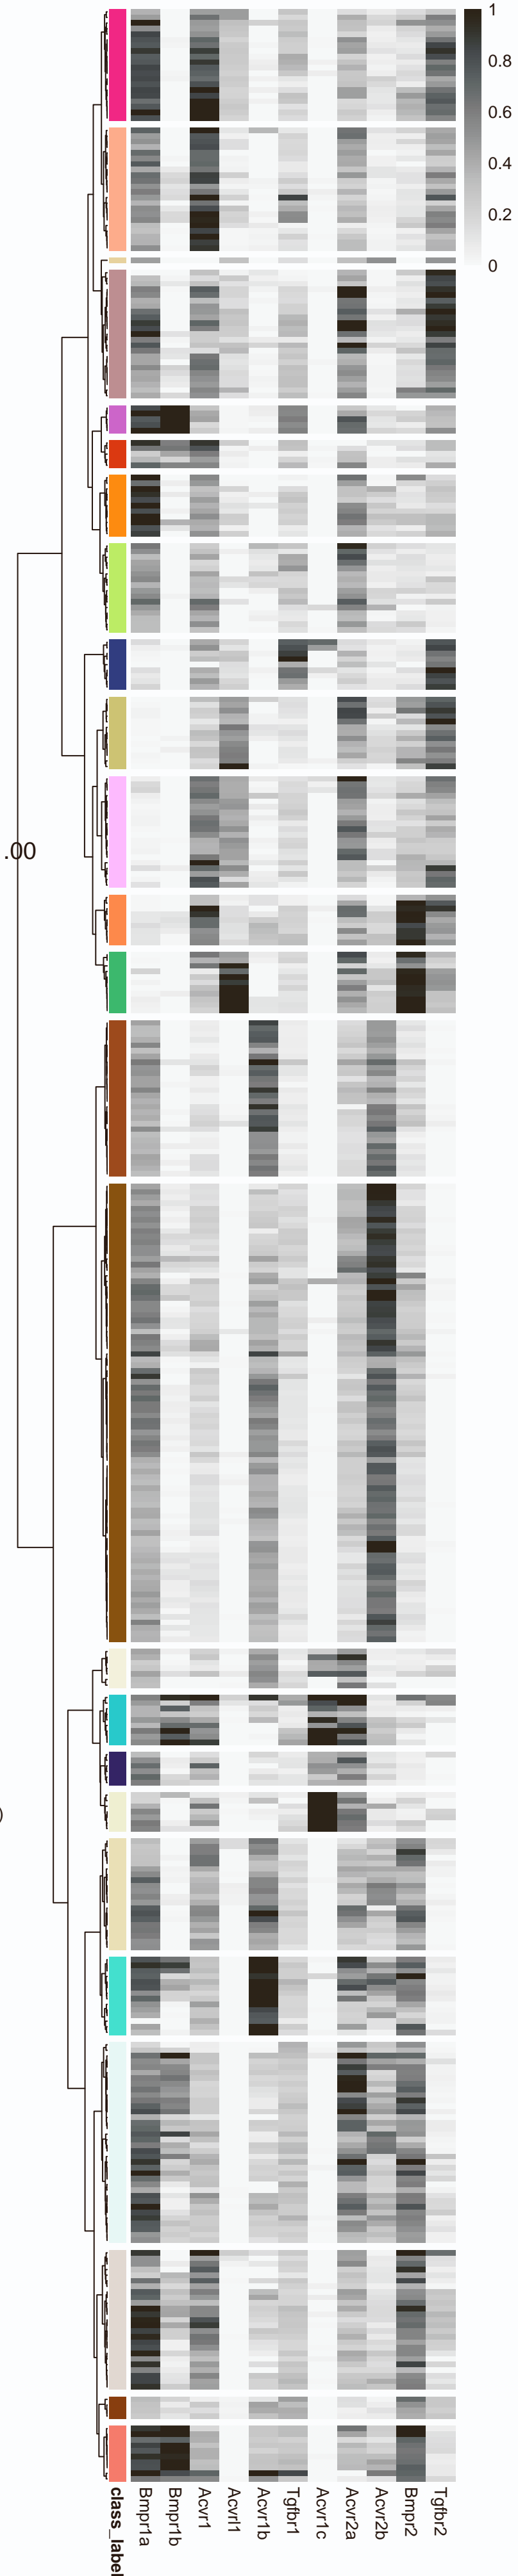 1
0.8
0.6
0.4
0.2
0
.00
)
class_label
Bmpr1a
Bmpr1b
Acvr1
Acvrl1
Acvr1b
Tgfbr1
Acvr1c
Acvr2a
Acvr2b
Bmpr2
Tgfbr2